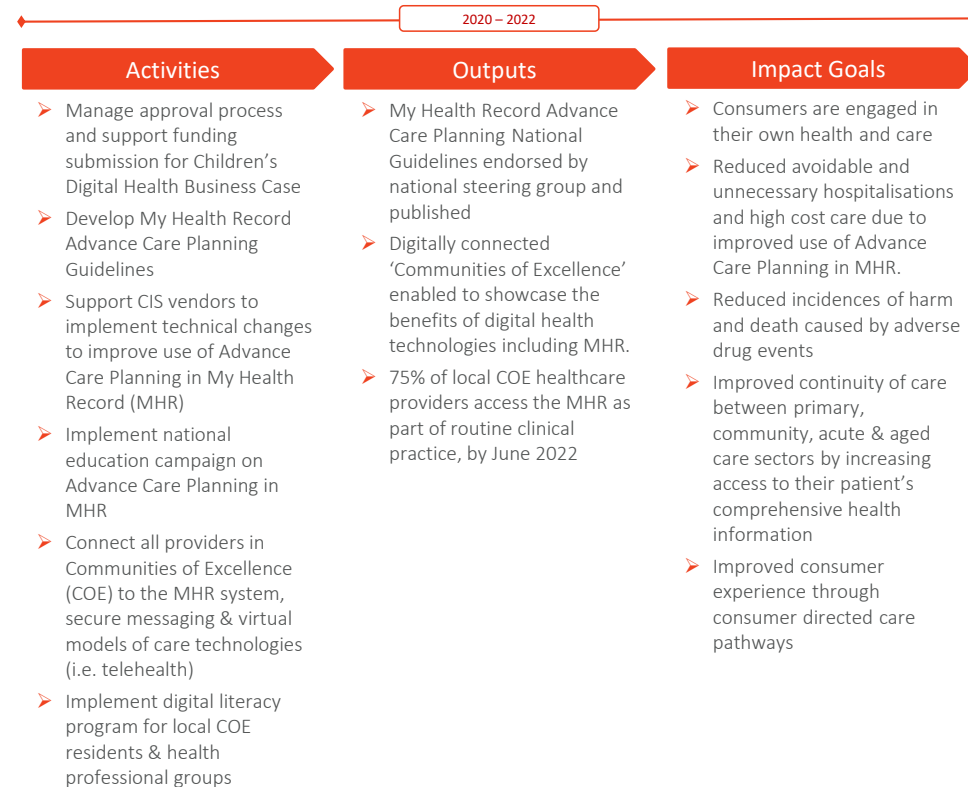 2020 – 2022
Activities
Manage approval process
and support funding
submission for Children’s
Digital Health Business Case
Develop My Health Record
Advance Care Planning
Guidelines
Support CIS vendors to
implement technical changes
to improve use of Advance
Care Planning in My Health
Record (MHR)
Implement national
education campaign on
Advance Care Planning in
MHR
Connect all providers in
Communities of Excellence
(COE) to the MHR system,
secure messaging & virtual
models of care technologies
(i.e. telehealth)
Implement digital literacy
program for local COE
residents & health
professional groups
Outputs
My Health Record Advance
Care Planning National
Guidelines endorsed by
national steering group and
published
Digitally connected
‘Communities of Excellence’
enabled to showcase the
benefits of digital health
technologies including MHR.
75% of local COE healthcare
providers access the MHR as
part of routine clinical
practice, by June 2022
Impact Goals
Consumers are engaged in
their own health and care
Reduced avoidable and
unnecessary hospitalisations
and high cost care due to
improved use of Advance
Care Planning in MHR.
Reduced incidences of harm
and death caused by adverse
drug events
Improved continuity of care
between primary,
community, acute & aged
care sectors by increasing
access to their patient’s
comprehensive health
information
Improved consumer
experience through
consumer directed care
pathways